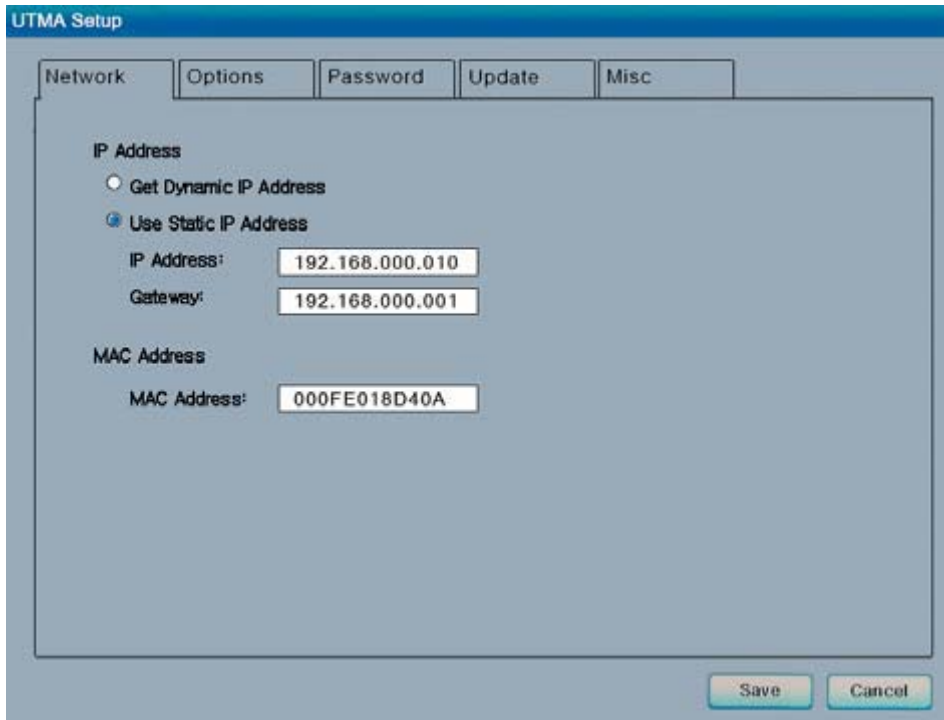 UTMA Setup
Network Options Password Update Misc
IP Address
Get Dynamic IP Address
Use Static IP Address
IP Address: 192.168.000.010
Gateway: 192.168.000.001
MAC Address
MAC Address: 000FE018D40A
Save Cancel